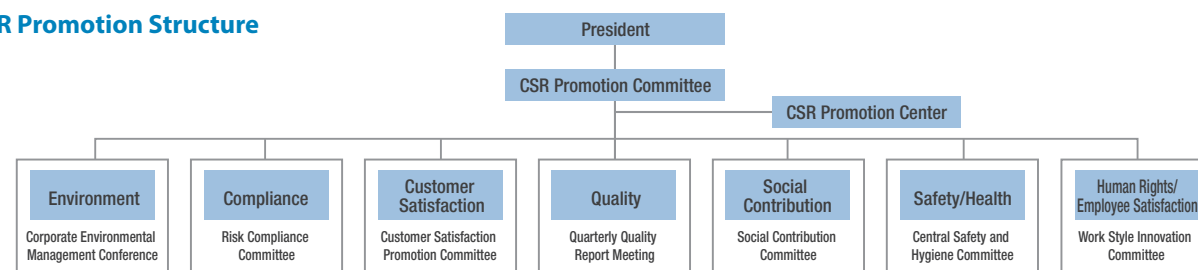 R Promotion Structure
President
CSR Promotion Committee
CSR Promotion Center
Environment
Corporate Environmental
Management Conference
Compliance
Risk Compliance
Committee
Customer
Satisfaction
Customer Satisfaction
Promotion Committee
Quality
Quarterly Quality
Report Meeting
Social
Contribution
Social Contribution
Committee
Safety/Health
Central Safety and
Hygiene Committee
Human Rights/
Employee Satisfaction
Work Style Innovation
Committee